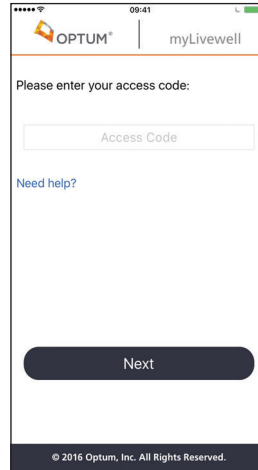 09:41
OPTUM® myLivewell
Please enter your access code:
Access Code
Need help?
Next
© 2016 Optum, Inc. All Rights Reserved.